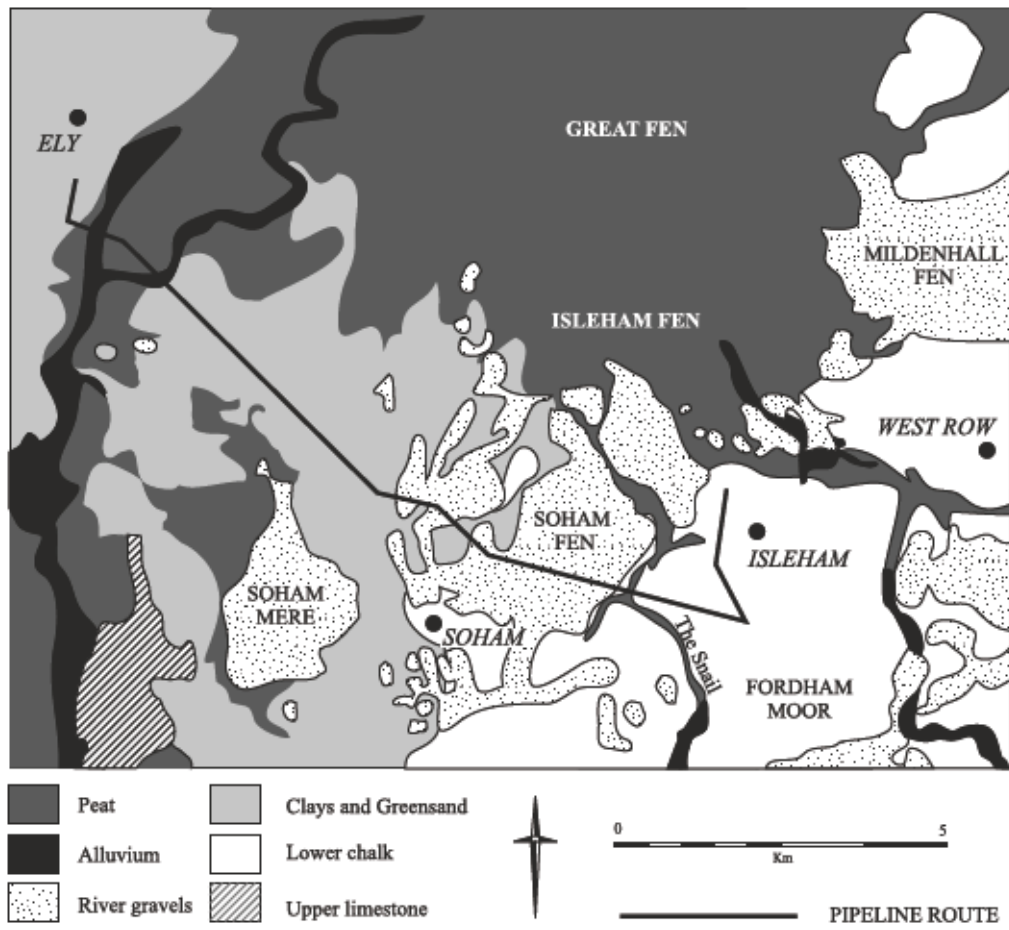 ELY
GREAT FEN
MILDENHALL
FEN
ISLEHAM FEN
WEST ROW
SOHAM
FEN
ISLEHAM
SOHAM
MERE
SOHAM
The Snail
FORDHAM
MOOR
Peat
Clays and Greensand
0
5
Alluvium
Lower chalk
Km
River gravels
Upper limestone
PIPELINE ROUTE